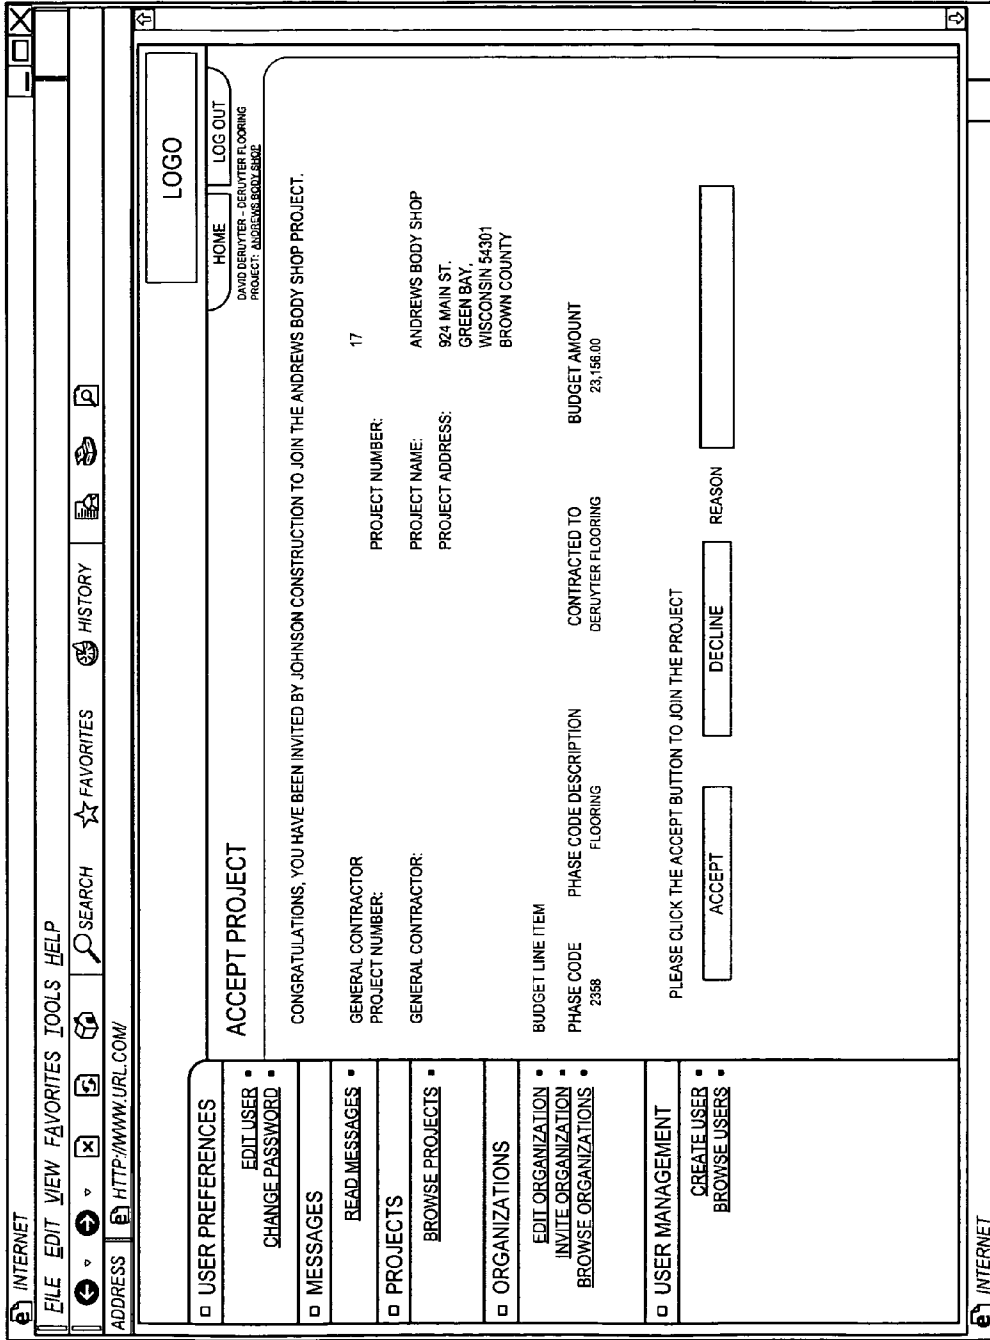 INTERNET
FILE EDIT VIEW FAVORITES TOOLS HELP
SEARCH FAVORITES HISTORY
ADDRESS HTTP://WWW.URL.COM/
LOGO
HOME LOG OUT
DAVID DERUYTER – DERUYTER FLOORING
PROJECT: ANDREWS BODY SHOP
USER PREFERENCES
EDIT USER
CHANGE PASSWORD
MESSAGES
READ MESSAGES
PROJECTS
BROWSE PROJECTS
ORGANIZATIONS
EDIT ORGANIZATION
INVITE ORGANIZATION
BROWSE ORGANIZATIONS
USER MANAGEMENT
CREATE USER
BROWSE USERS
ACCEPT PROJECT
CONGRATULATIONS, YOU HAVE BEEN INVITED BY JOHNSON CONSTRUCTION TO JOIN THE ANDREWS BODY SHOP PROJECT.
GENERAL CONTRACTOR
PROJECT NUMBER:
PROJECT NUMBER: 17
GENERAL CONTRACTOR:
PROJECT NAME: ANDREWS BODY SHOP
PROJECT ADDRESS: 924 MAIN ST.
GREEN BAY,
WISCONSIN 54301
BROWN COUNTY
BUDGET LINE ITEM
PHASE CODE PHASE CODE DESCRIPTION CONTRACTED TO BUDGET AMOUNT
2358 FLOORING DERUYTER FLOORING 23,156.00
PLEASE CLICK THE ACCEPT BUTTON TO JOIN THE PROJECT
ACCEPT DECLINE REASON
INTERNET